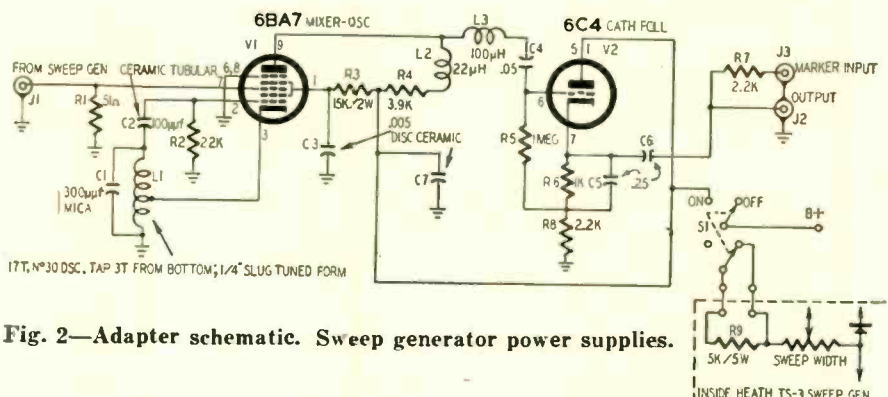 6BA7 MIXER-OSC
V1
9
FROM SWEEP GEN
J1
R1
51Ω
CERAMIC TUBULAR
6,8
7
2
3
1
C2
100µµf
R2
22K
C1
300µµf
MICA
L1
17T, Nº30 DSC, TAP 3T FROM BOTTOM; 1/4" SLUG TUNED FORM
R3
15K/2W
R4
3.9K
L2
22µH
L3
100µH
C4
.05
C3
.005
DISC CERAMIC
C7
6C4 CATH FOLL
5
1
V2
6
7
R5
1MEG
R6
1K
C5
.25
C6
R8
2.2K
R7
2.2K
J3
MARKER INPUT
OUTPUT
J2
ON
OFF
S1
B+
R9
5K/5W
SWEEP WIDTH
INSIDE HEATH TS-3 SWEEP GEN
Fig. 2—Adapter schematic. Sweep generator power supplies.